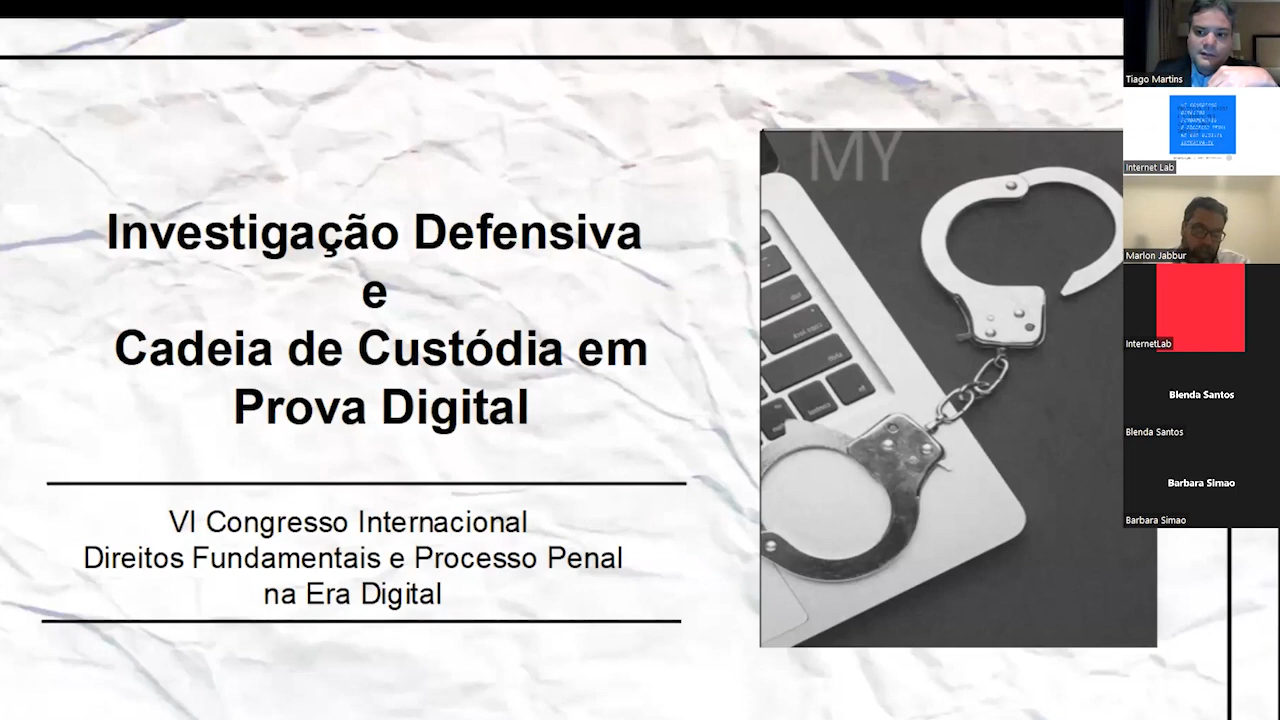 Investigação Defensiva
e
Cadeia de Custódia em
Prova Digital
VI Congresso Internacional
Direitos Fundamentais e Processo Penal
na Era Digital
MY
Tiago Martins
Internet Lab
Marlon Jabbur
InternetLab
Blenda Santos
Blenda Santos
Barbara Simao
Barbara Simao